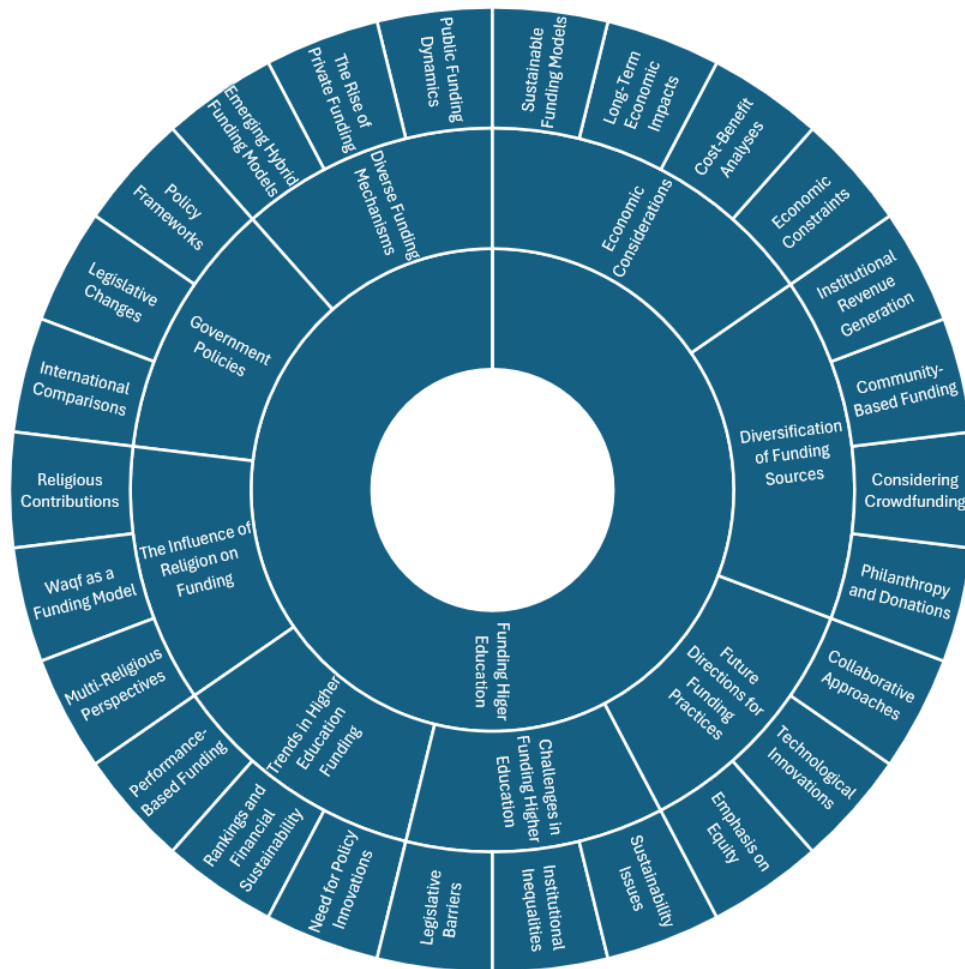 Funding Higer
Education
Economic
Considerations
Sustainable
Funding Models
Long-Term
Economic
Impacts
Cost-Benefit
Analyses
Economic
Constraints
Diversification
of Funding
Sources
Institutional
Revenue
Generation
Community-
Based Funding
Considering
Crowdfunding
Philanthropy
and Donations
Future
Directions for
Funding
Practices
Collaborative
Approaches
Technological
Innovations
Emphasis on
Equity
Challenges in
Funding Higher
Education
Sustainability
Issues
Institutional
Inequalities
Legislative
Barriers
Trends in Higher
Education
Funding
Need for Policy
Innovations
Rankings and
Financial
Sustainability
Performance-
Based Funding
The Influence of
Religion on
Funding
Multi-Religious
Perspectives
Waqf as a
Funding Model
Religious
Contributions
Government
Policies
International
Comparisons
Legislative
Changes
Policy
Frameworks
Diverse Funding
Mechanisms
Emerging Hybrid
Funding Models
The Rise of
Private Funding
Public Funding
Dynamics